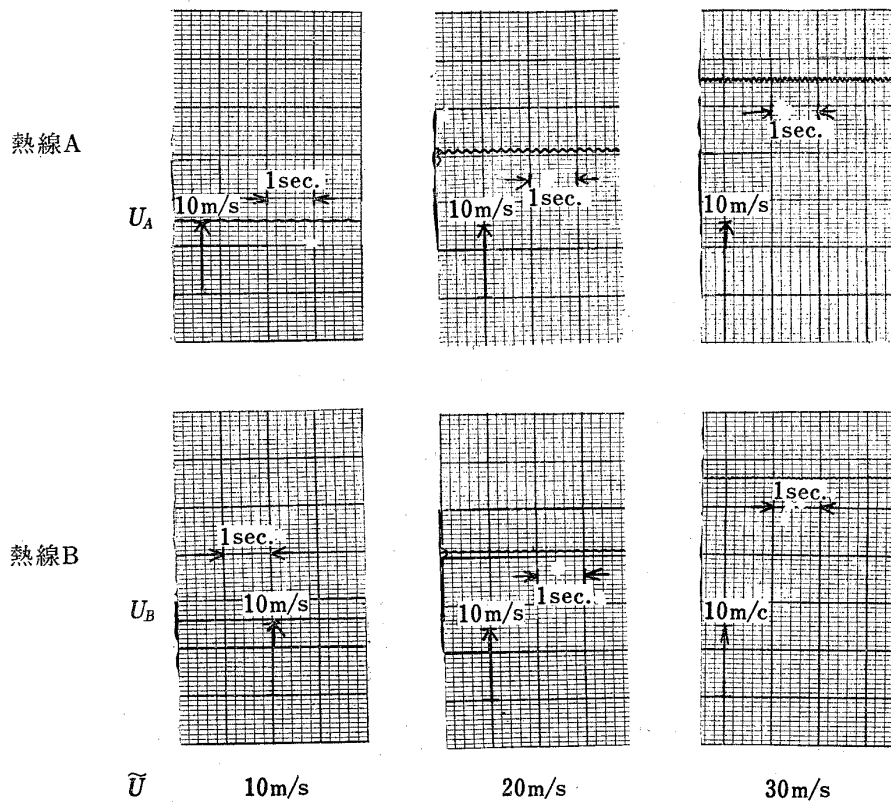 熱線A
1sec.
1sec.
1sec.
U_A
10m/s
10m/s
10m/s
熱線B
1sec.
1sec.
1sec.
U_B
10m/s
10m/s
10m/c
Ũ
10m/s
20m/s
30m/s